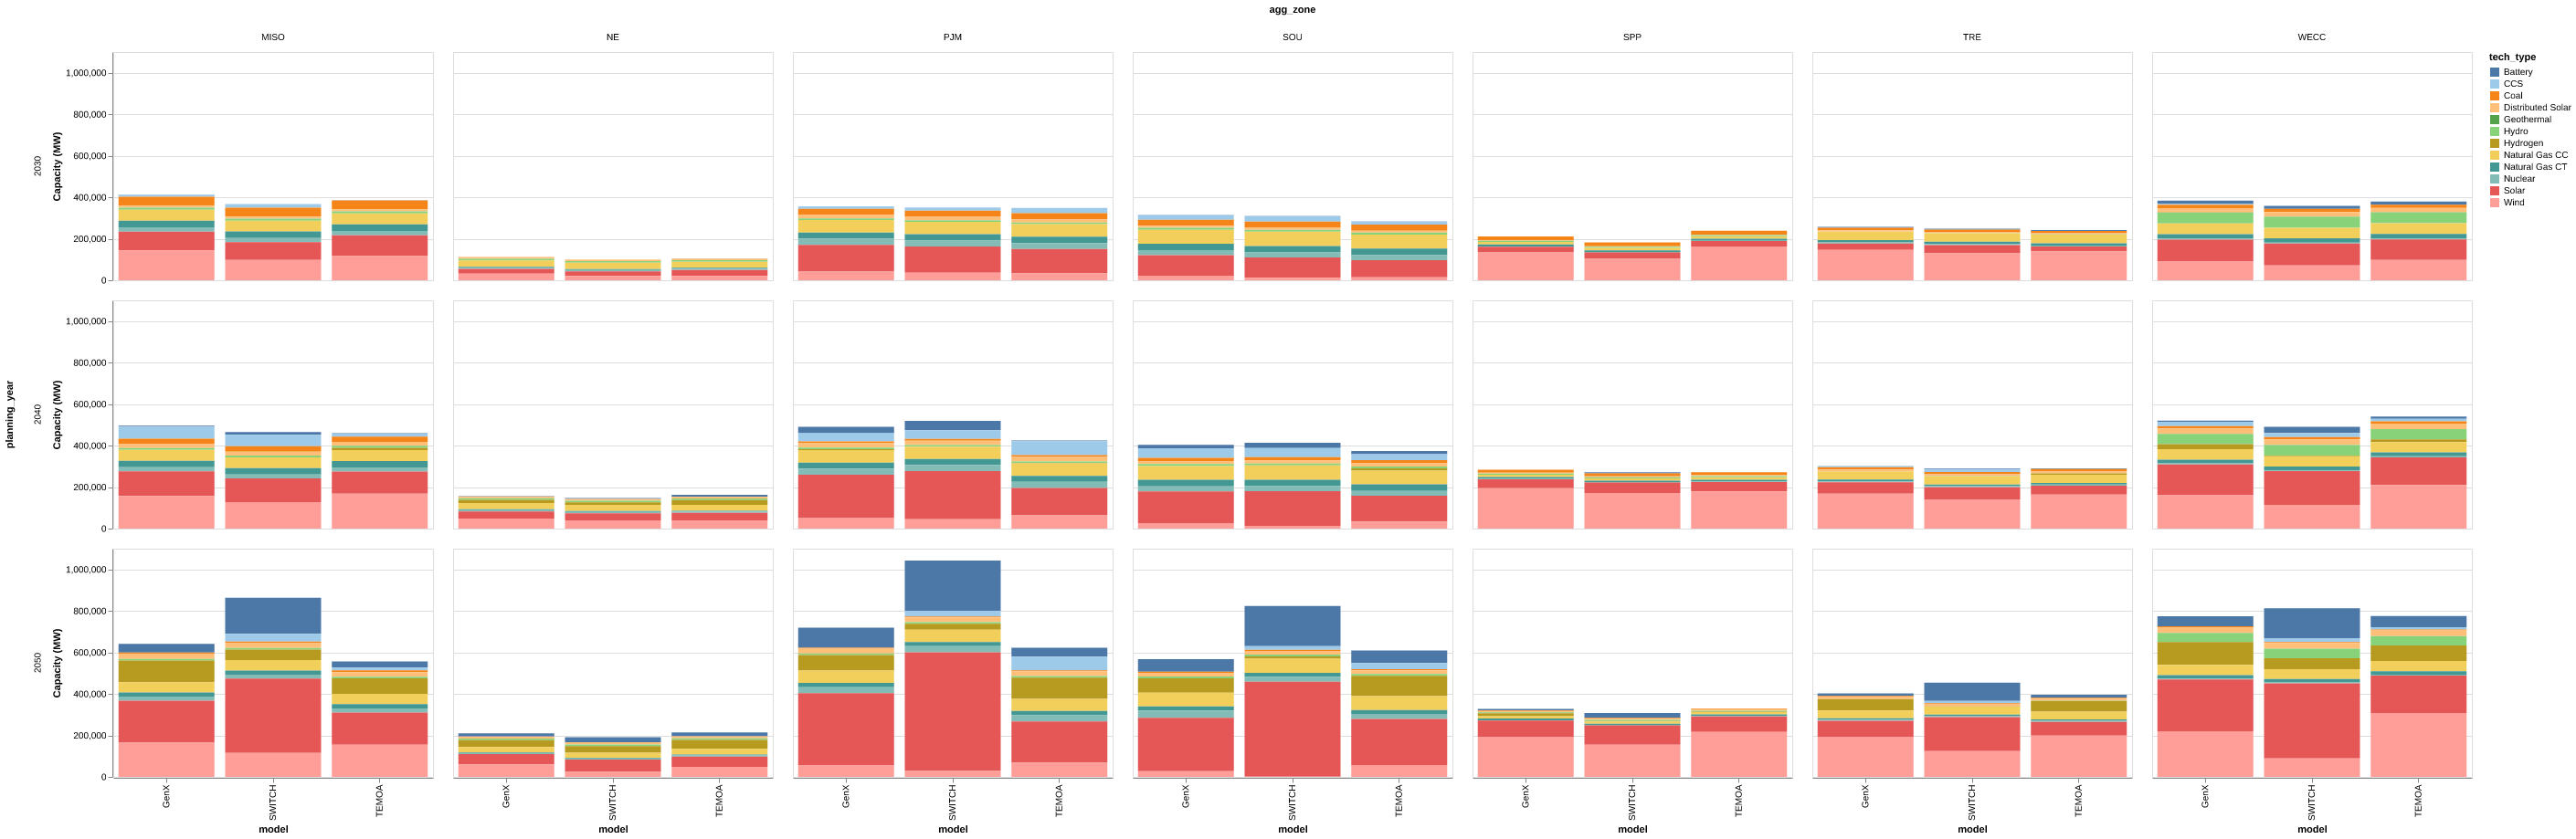 agg_zone
MISO NE PJM SOU SPP TRE WECC
tech_type
Battery
CCS
Coal
Distributed Solar
Geothermal
Hydro
Hydrogen
Natural Gas CC
Natural Gas CT
Nuclear
Solar
Wind
planning_year
2030
Capacity (MW)
1,000,000
800,000
600,000
400,000
200,000
0
2040
Capacity (MW)
1,000,000
800,000
600,000
400,000
200,000
0
2050
Capacity (MW)
1,000,000
800,000
600,000
400,000
200,000
0
GenX SWITCH TEMOA GenX SWITCH TEMOA GenX SWITCH TEMOA GenX SWITCH TEMOA GenX SWITCH TEMOA GenX SWITCH TEMOA GenX SWITCH TEMOA
model model model model model model model